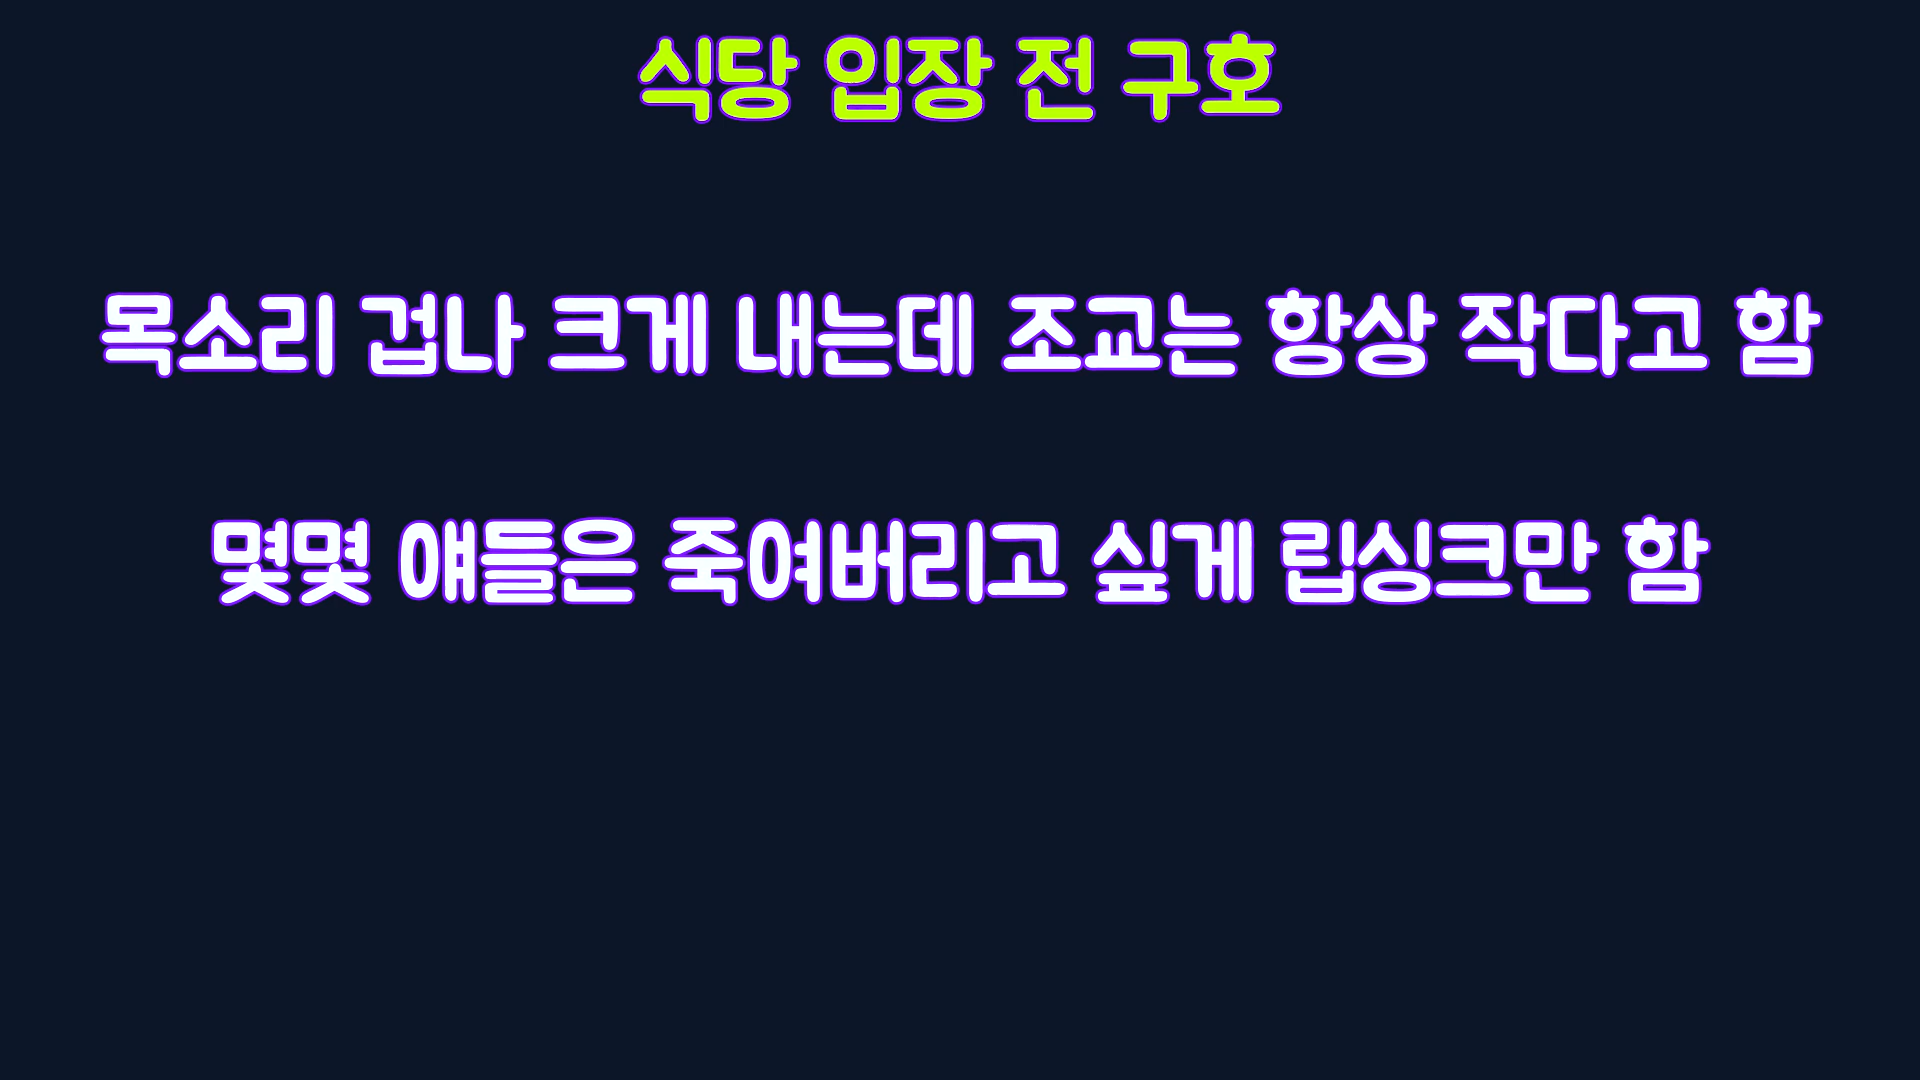 식당 입장 전 구호
목소리 겁나 크게 내는데 조교는 항상 작다고 함
몇몇 얘들은 죽여버리고 싶게 립싱크만 함